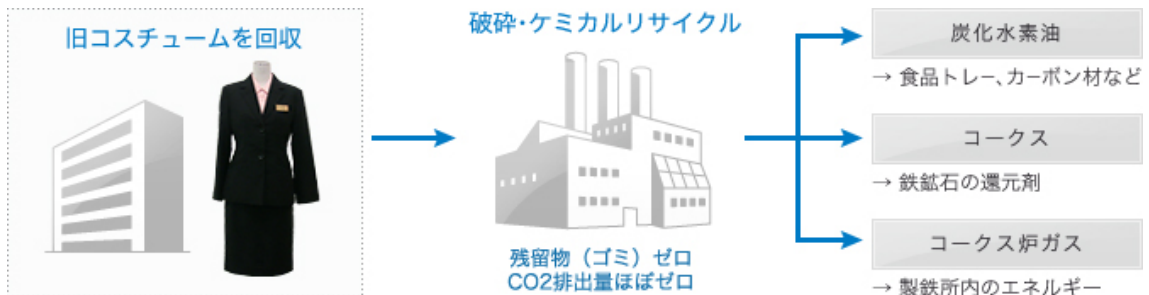 旧コスチュームを回収
破砕・ケミカルリサイクル
残留物（ゴミ）ゼロ
CO2排出量ほぼゼロ
炭化水素油
→ 食品トレー、カーボン材など
コークス
→ 鉄鉱石の還元剤
コークス炉ガス
→ 製鉄所内のエネルギー